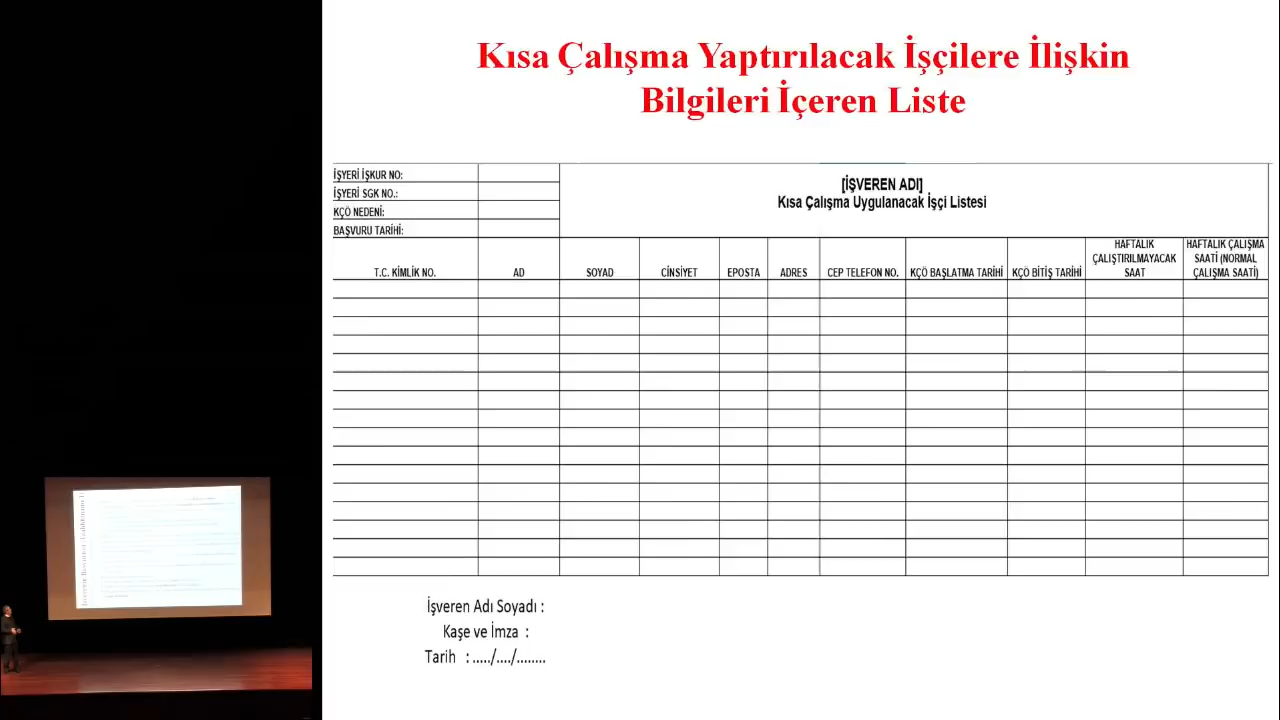 Kısa Çalışma Yaptırılacak İşçilere İlişkin
Bilgileri İçeren Liste
İŞYERİ İŞKUR NO:
İŞYERİ SGK NO.:
KÇÖ NEDENİ:
BAŞVURU TARİHİ:
[İŞVEREN ADI]
Kısa Çalışma Uygulanacak İşçi Listesi
T.C. KİMLİK NO.
AD
SOYAD
CİNSİYET
EPOSTA
ADRES
CEP TELEFON NO.
KÇÖ BAŞLATMA TARİHİ
KÇÖ BİTİŞ TARİHİ
HAFTALIK
ÇALIŞTIRILMAYACAK
SAAT
HAFTALIK ÇALIŞMA
SAATİ (NORMAL
ÇALIŞMA SAATİ)
İşveren Adı Soyadı :
Kaşe ve İmza :
Tarih : ...../..../........